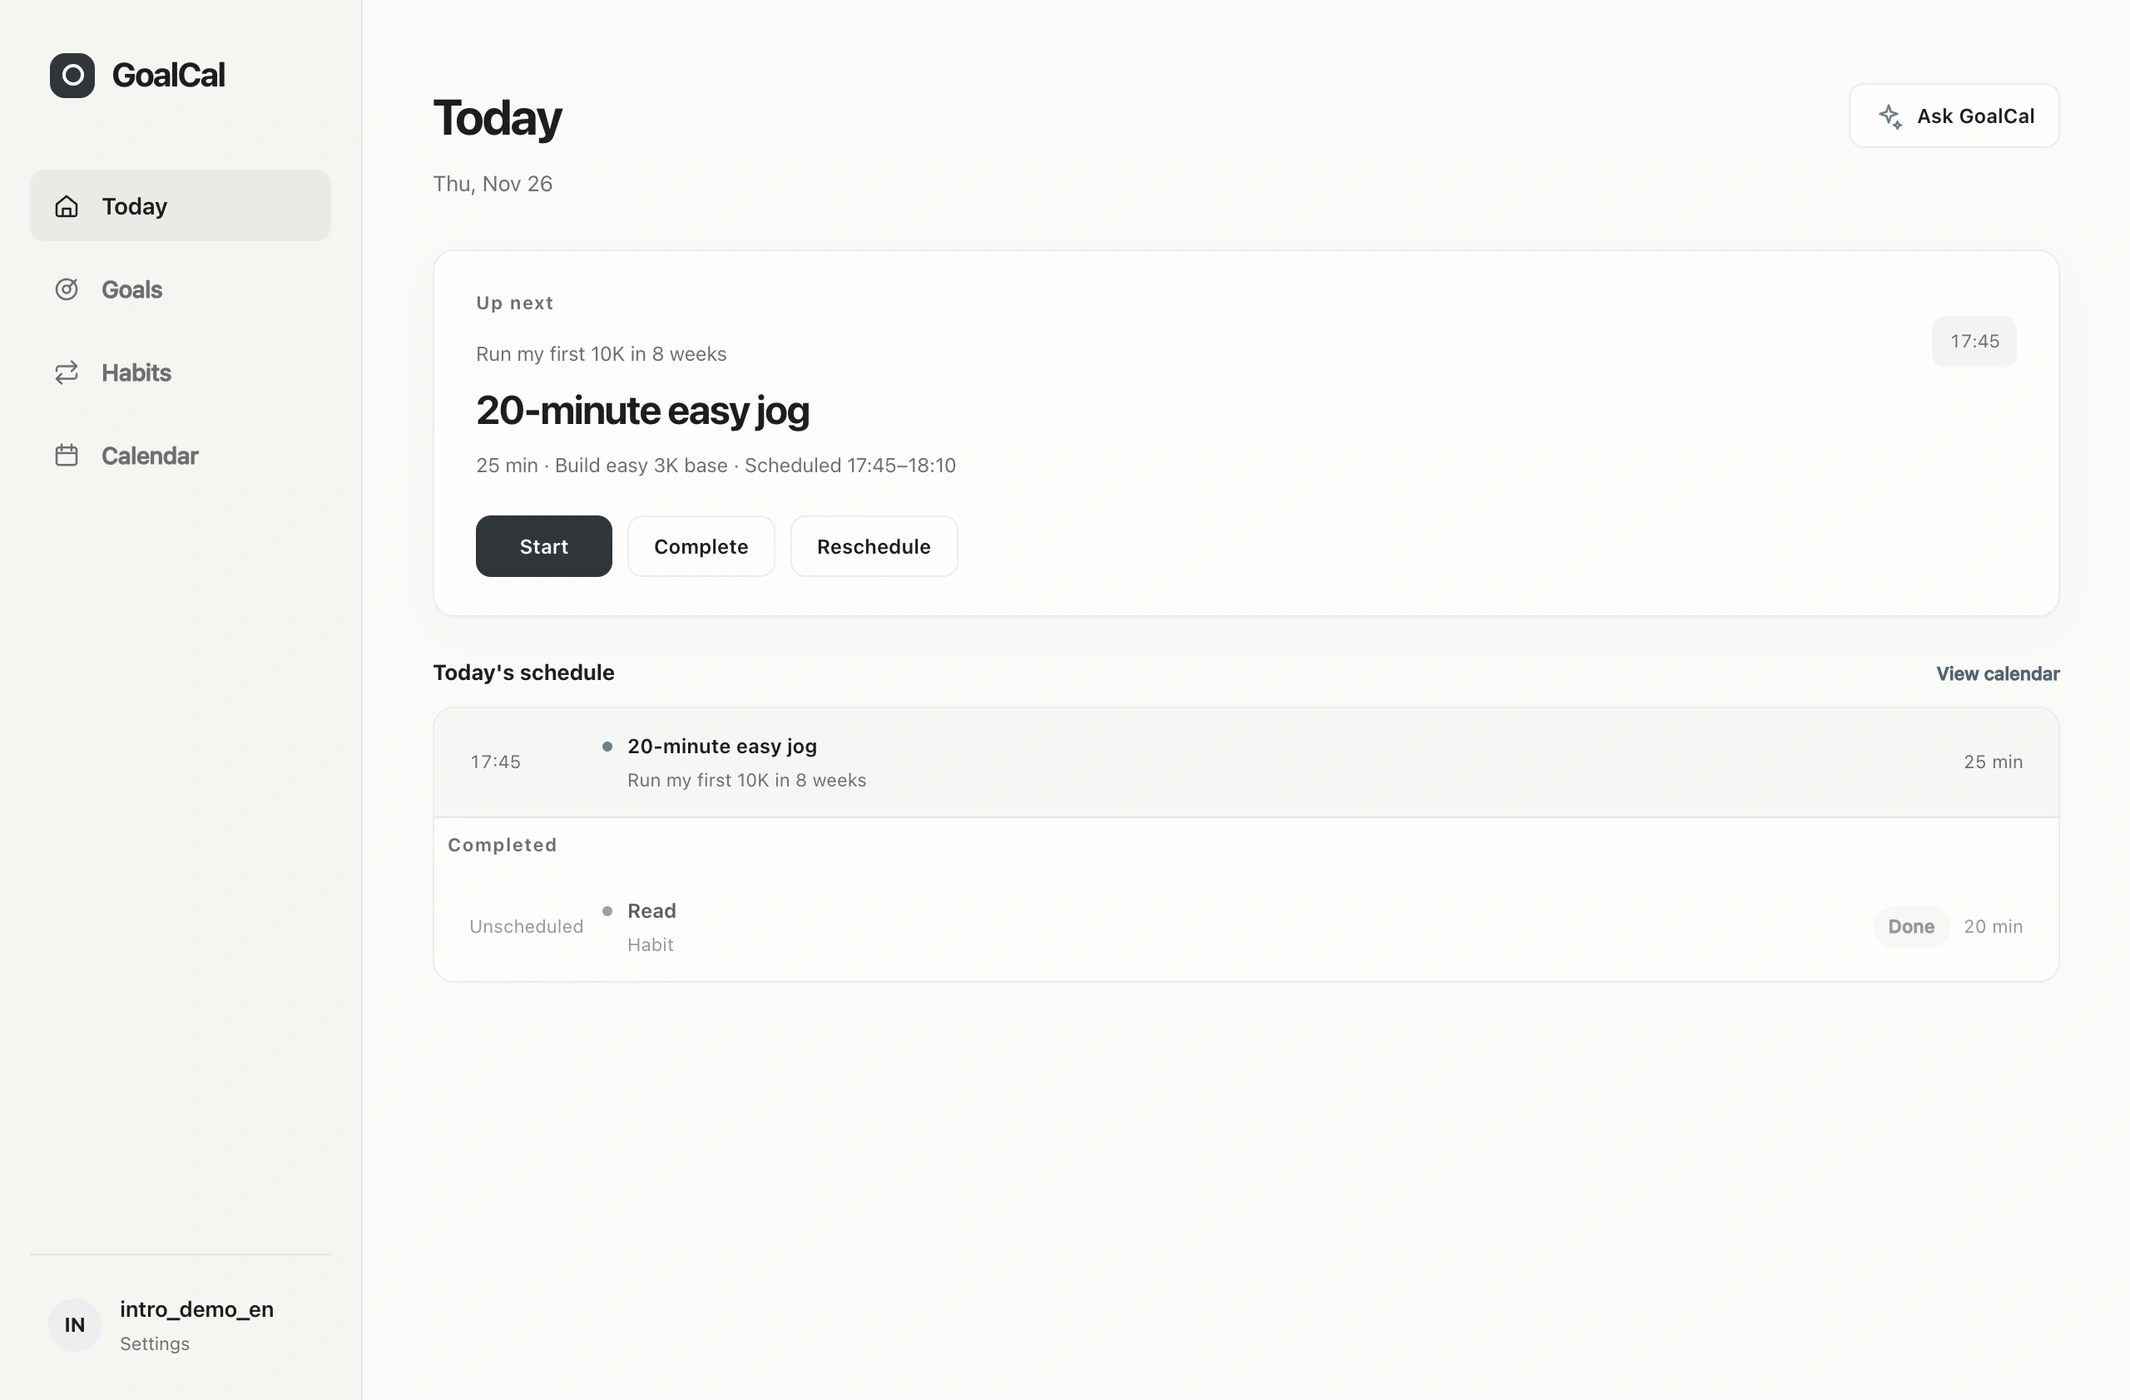 GoalCal
Today
Goals
Habits
Calendar
IN
intro_demo_en
Settings
Today
Thu, Nov 26
Ask GoalCal
Up next
Run my first 10K in 8 weeks
17:45
20-minute easy jog
25 min · Build easy 3K base · Scheduled 17:45–18:10
Start
Complete
Reschedule
Today's schedule
View calendar
17:45
20-minute easy jog
Run my first 10K in 8 weeks
25 min
Completed
Unscheduled
Read
Habit
Done
20 min